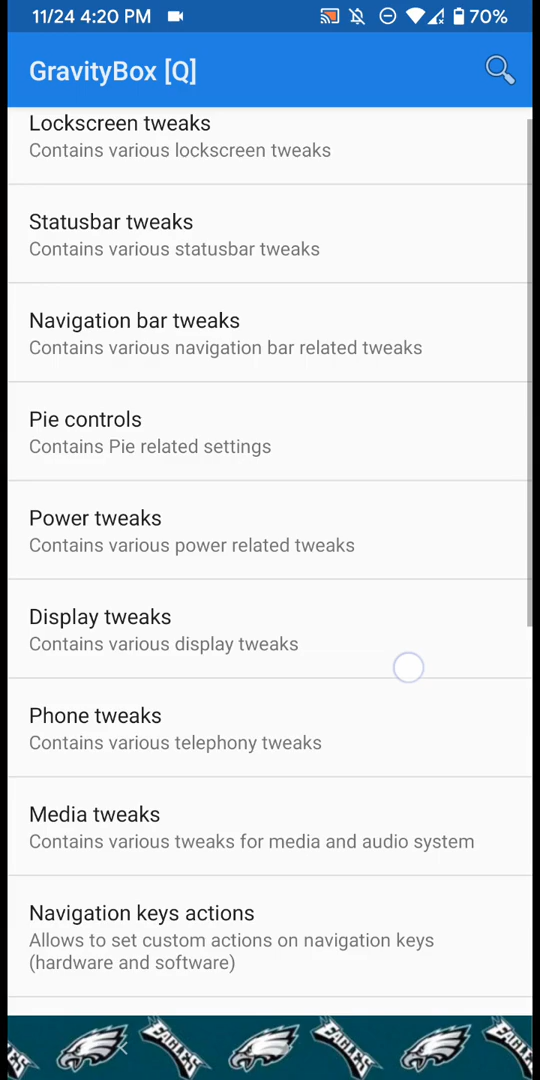 11/24 4:20 PM 70%
GravityBox [Q]
Lockscreen tweaks
Contains various lockscreen tweaks
Statusbar tweaks
Contains various statusbar tweaks
Navigation bar tweaks
Contains various navigation bar related tweaks
Pie controls
Contains Pie related settings
Power tweaks
Contains various power related tweaks
Display tweaks
Contains various display tweaks
Phone tweaks
Contains various telephony tweaks
Media tweaks
Contains various tweaks for media and audio system
Navigation keys actions
Allows to set custom actions on navigation keys
(hardware and software)
EAGLES EAGLES